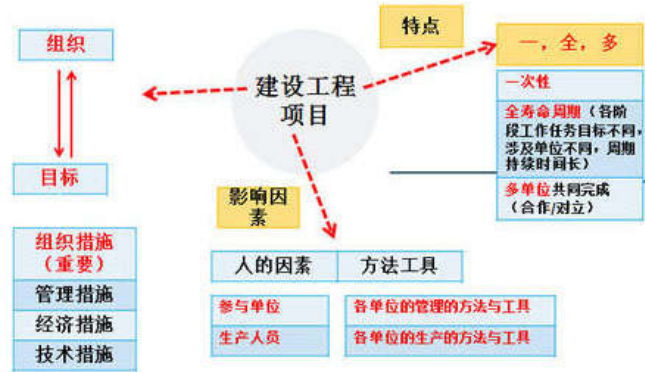 特点
一，全，多
组织
建设工程
项目
一次性
全寿命周期（各阶
段工作任务目标不同，
涉及单位不同，周期
持续时间长）
多单位共同完成
（合作/对立）
目标
影响因
素
组织措施
（重要）
管理措施
经济措施
技术措施
人的因素
方法工具
参与单位
各单位的管理的方法与工具
生产人员
各单位的生产的方法与工具